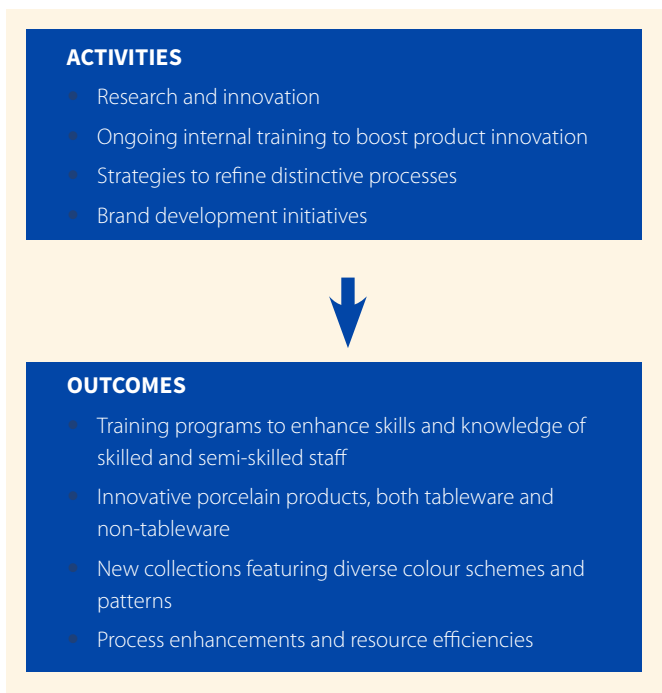 ACTIVITIES
• Research and innovation
• Ongoing internal training to boost product innovation
• Strategies to refine distinctive processes
• Brand development initiatives
OUTCOMES
• Training programs to enhance skills and knowledge of
skilled and semi-skilled staff
• Innovative porcelain products, both tableware and
non-tableware
• New collections featuring diverse colour schemes and
patterns
• Process enhancements and resource efficiencies